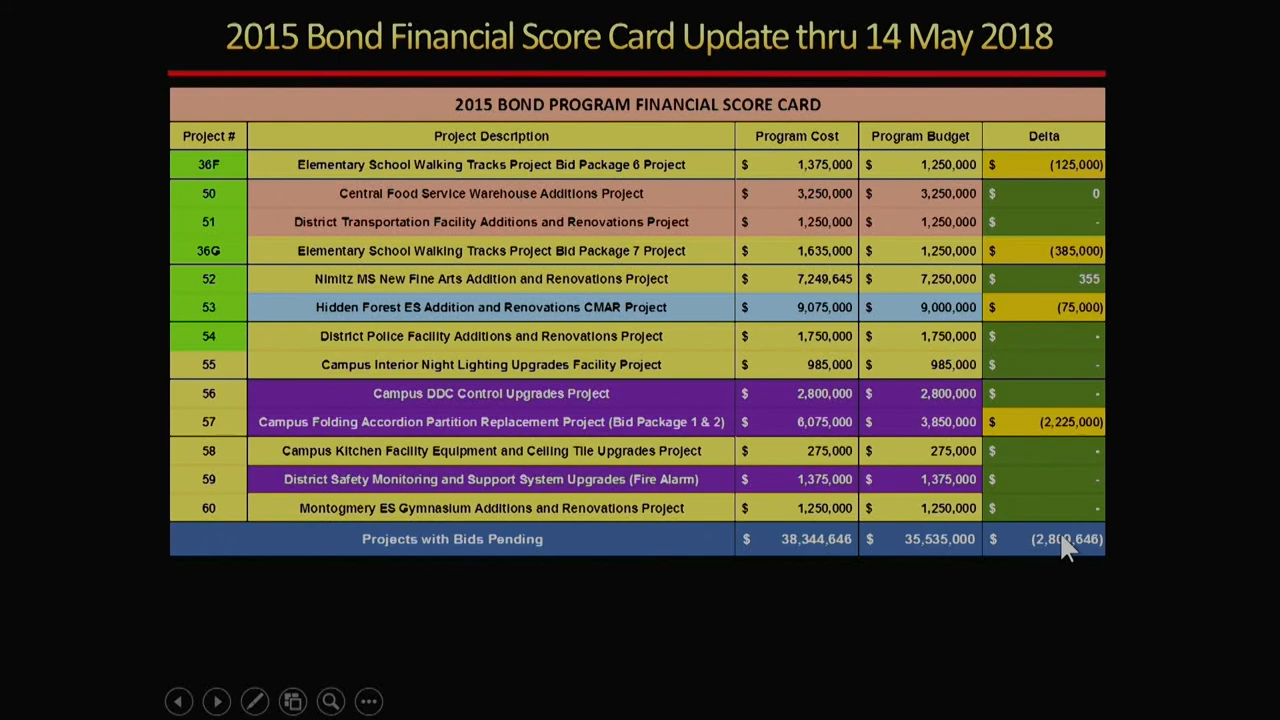 2015 Bond Financial Score Card Update thru 14 May 2018
2015 BOND PROGRAM FINANCIAL SCORE CARD
Project # Project Description Program Cost Program Budget Delta
36F Elementary School Walking Tracks Project Bid Package 6 Project $ 1,375,000 $ 1,250,000 $ (125,000)
50 Central Food Service Warehouse Additions Project $ 3,250,000 $ 3,250,000 $ 0
51 District Transportation Facility Additions and Renovations Project $ 1,250,000 $ 1,250,000 $ -
36G Elementary School Walking Tracks Project Bid Package 7 Project $ 1,635,000 $ 1,250,000 $ (385,000)
52 Nimitz MS New Fine Arts Addition and Renovations Project $ 7,249,645 $ 7,250,000 $ 355
53 Hidden Forest ES Addition and Renovations CMAR Project $ 9,075,000 $ 9,000,000 $ (75,000)
54 District Police Facility Additions and Renovations Project $ 1,750,000 $ 1,750,000 $ -
55 Campus Interior Night Lighting Upgrades Facility Project $ 985,000 $ 985,000 $ -
56 Campus DDC Control Upgrades Project $ 2,800,000 $ 2,800,000 $ -
57 Campus Folding Accordion Partition Replacement Project (Bid Package 1 & 2) $ 6,075,000 $ 3,850,000 $ (2,225,000)
58 Campus Kitchen Facility Equipment and Ceiling Tile Upgrades Project $ 275,000 $ 275,000 $ -
59 District Safety Monitoring and Support System Upgrades (Fire Alarm) $ 1,375,000 $ 1,375,000 $ -
60 Montogmery ES Gymnasium Additions and Renovations Project $ 1,250,000 $ 1,250,000 $ -
Projects with Bids Pending $ 38,344,646 $ 35,535,000 $